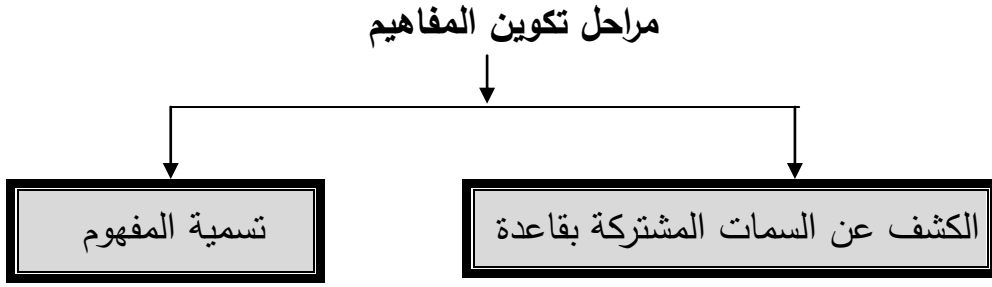 مراحل تكوين المفاهيم
الكشف عن السمات المشتركة بقاعدة
تسمية المفهوم